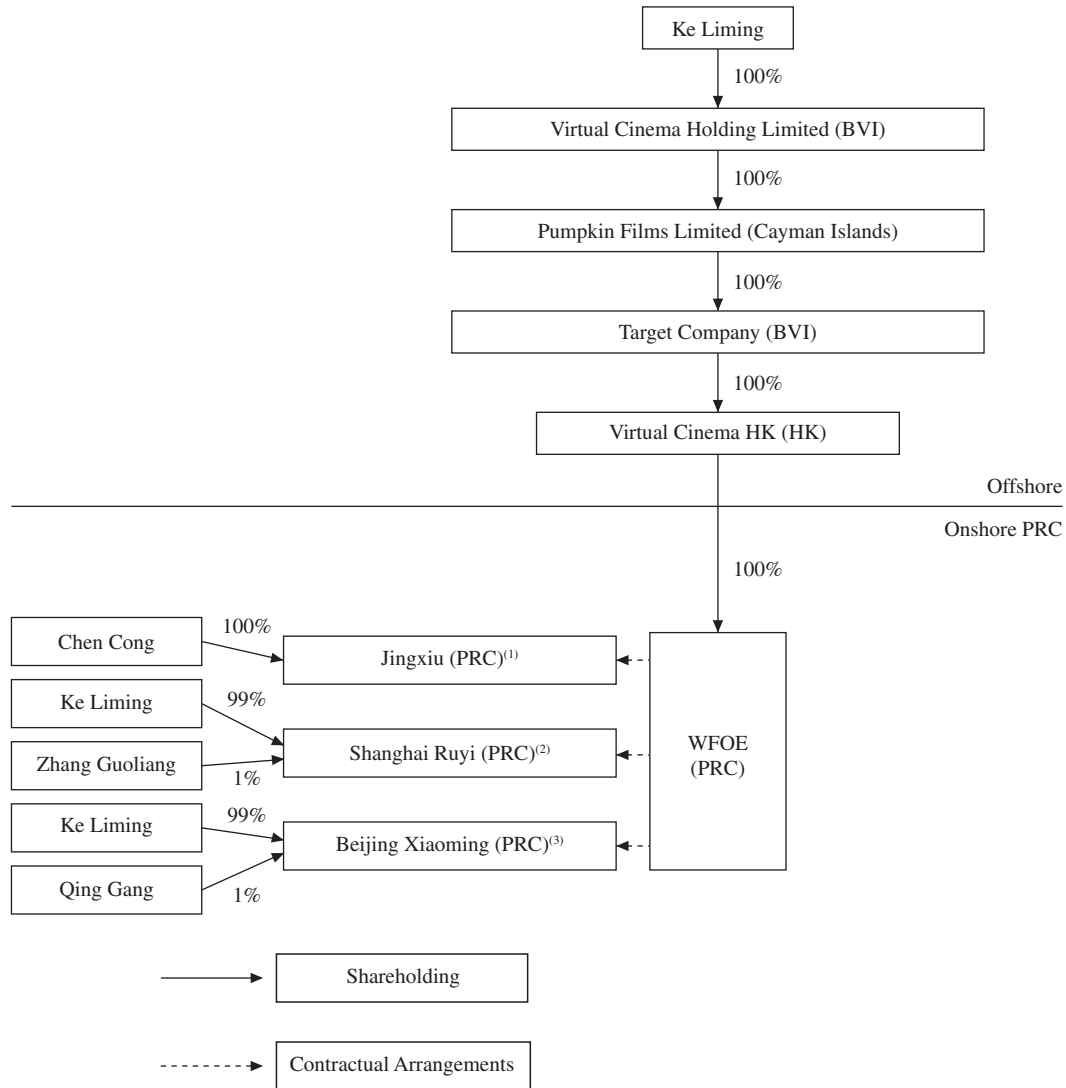 Ke Liming
100%
Virtual Cinema Holding Limited (BVI)
100%
Pumpkin Films Limited (Cayman Islands)
100%
Target Company (BVI)
100%
Virtual Cinema HK (HK)
Offshore
Onshore PRC
100%
Chen Cong
100%
Jingxiu (PRC)(1)
Ke Liming
99%
Shanghai Ruyi (PRC)(2)
WFOE
(PRC)
Zhang Guoliang
1%
Ke Liming
99%
Beijing Xiaoming (PRC)(3)
Qing Gang
1%
Shareholding
Contractual Arrangements